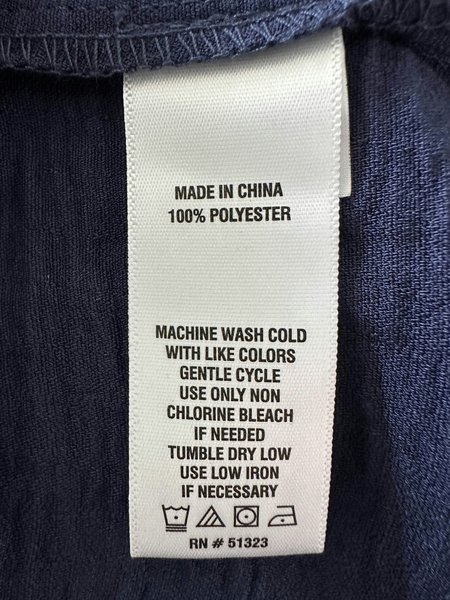 MADE IN CHINA
100% POLYESTER
MACHINE WASH COLD
WITH LIKE COLORS
GENTLE CYCLE
USE ONLY NON
CHLORINE BLEACH
IF NEEDED
TUMBLE DRY LOW
USE LOW IRON
IF NECESSARY
RN # 51323